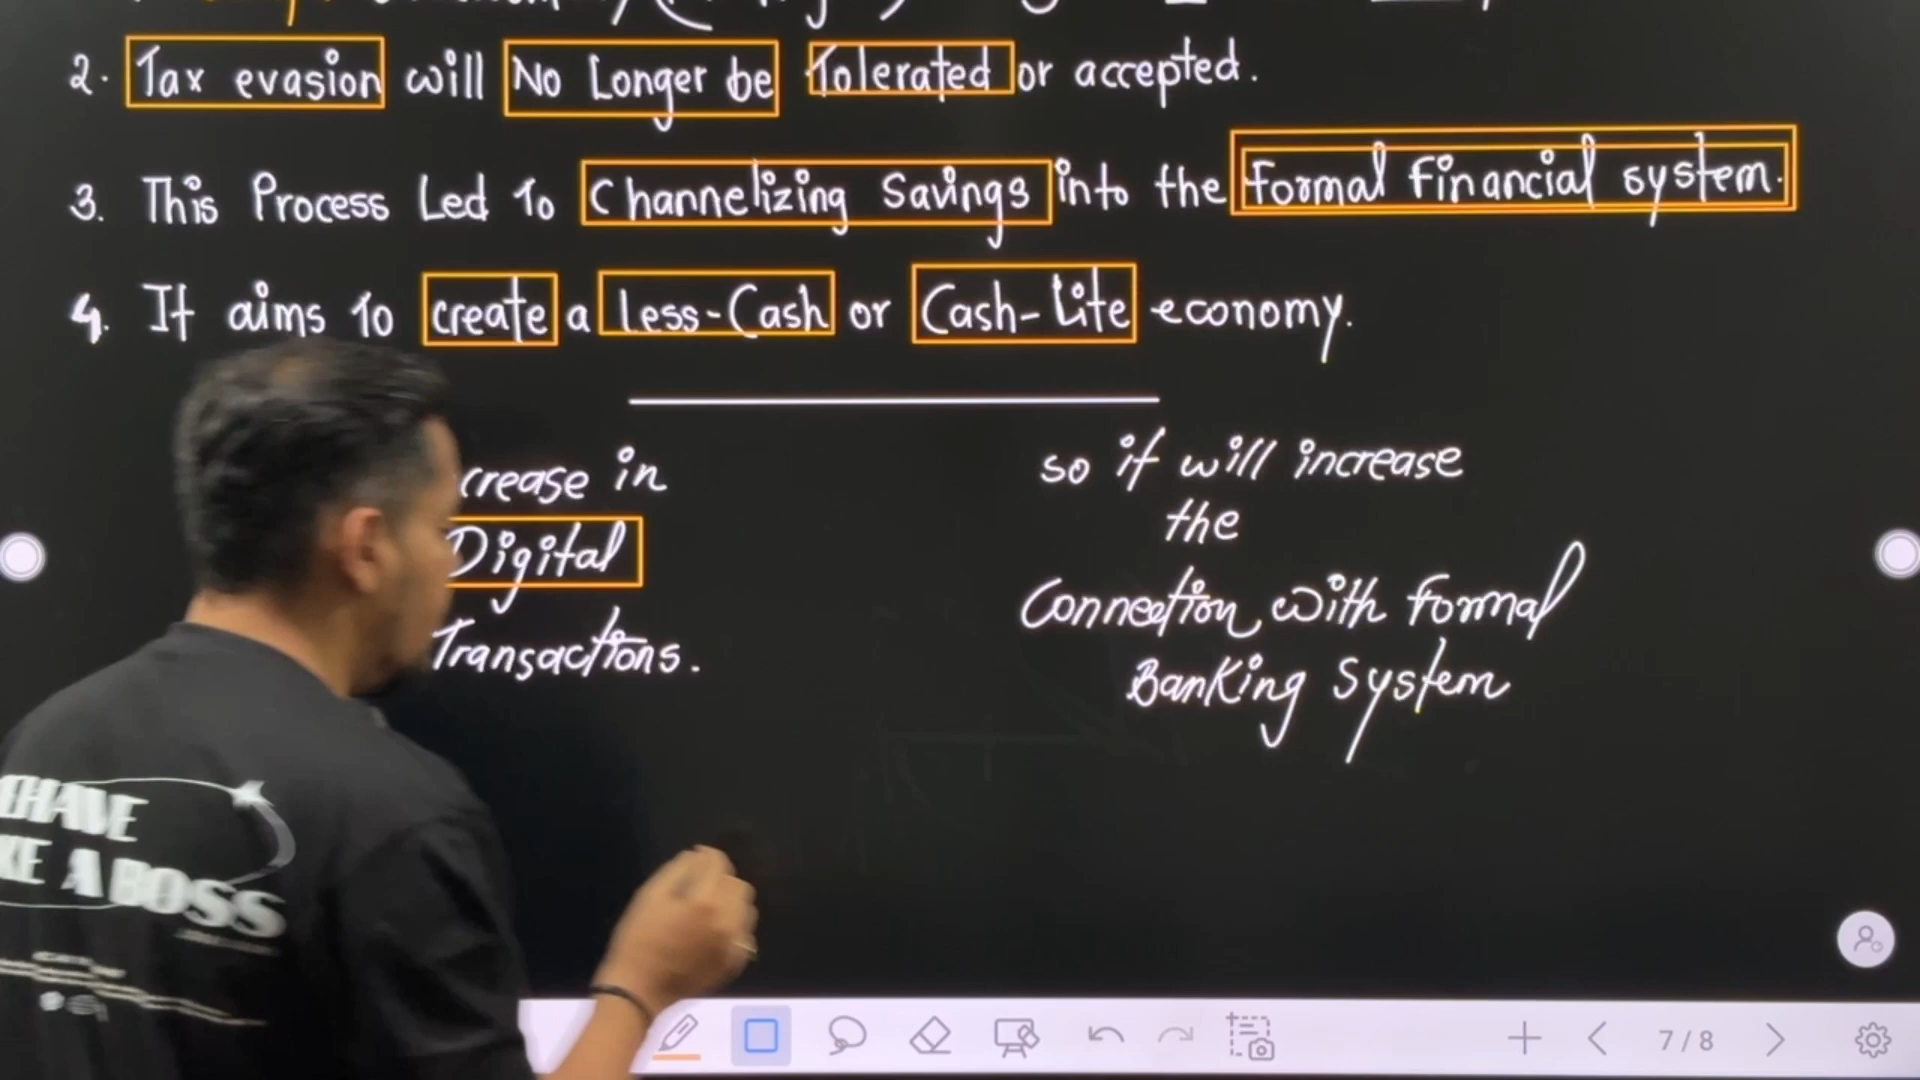 2. Tax evasion will No Longer be Tolerated or accepted.
3. This Process Led To Channelizing Savings into the Formal Financial system.
4. It aims to create a Less-Cash or Cash-Lite economy.
crease in
Digital
Transactions.
so it will increase
the
Connection with formal
Banking System
A BOSS
7/8